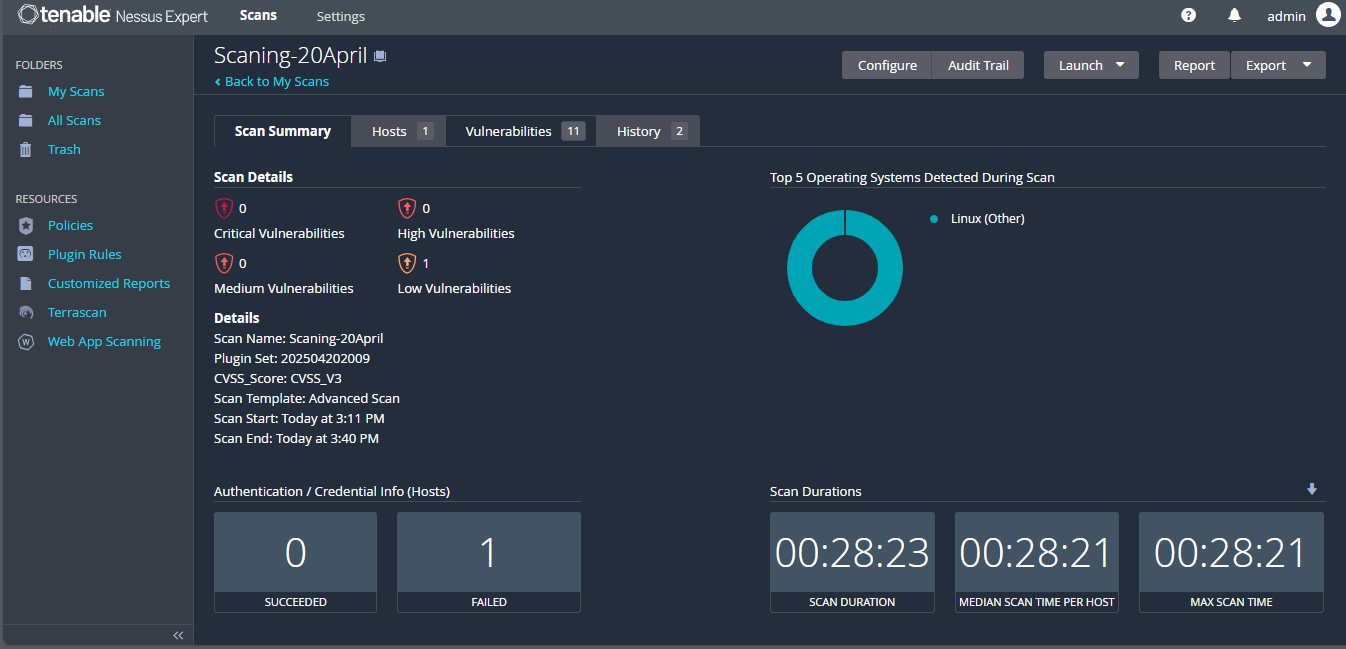 tenable Nessus Expert Scans Settings admin
FOLDERS
My Scans
All Scans
Trash
RESOURCES
Policies
Plugin Rules
Customized Reports
Terrascan
Web App Scanning
Scaning-20April
Back to My Scans
Configure Audit Trail Launch Report Export
Scan Summary Hosts 1 Vulnerabilities 11 History 2
Scan Details
0
Critical Vulnerabilities
0
High Vulnerabilities
0
Medium Vulnerabilities
1
Low Vulnerabilities
Details
Scan Name: Scaning-20April
Plugin Set: 202504202009
CVSS_Score: CVSS_V3
Scan Template: Advanced Scan
Scan Start: Today at 3:11 PM
Scan End: Today at 3:40 PM
Top 5 Operating Systems Detected During Scan
Linux (Other)
Authentication / Credential Info (Hosts)
0
SUCCEEDED
1
FAILED
Scan Durations
00:28:23
SCAN DURATION
00:28:21
MEDIAN SCAN TIME PER HOST
00:28:21
MAX SCAN TIME